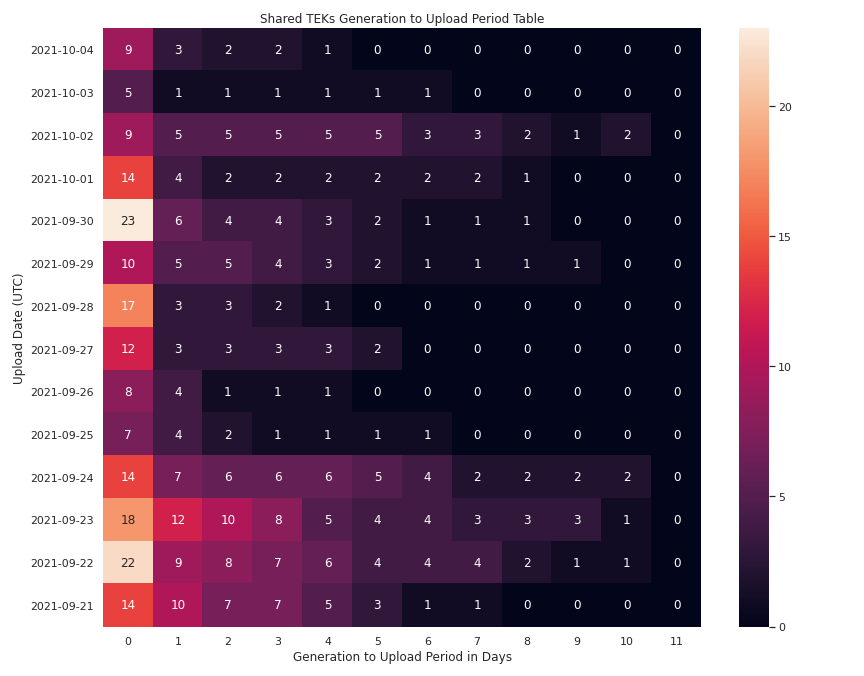 Shared TEKs Generation to Upload Period Table
Upload Date (UTC)
2021-10-04 9 3 2 2 1 0 0 0 0 0 0 0
2021-10-03 5 1 1 1 1 1 1 0 0 0 0 0
2021-10-02 9 5 5 5 5 5 3 3 2 1 2 0
2021-10-01 14 4 2 2 2 2 2 2 1 0 0 0
2021-09-30 23 6 4 4 3 2 1 1 1 0 0 0
2021-09-29 10 5 5 4 3 2 1 1 1 1 0 0
2021-09-28 17 3 3 2 1 0 0 0 0 0 0 0
2021-09-27 12 3 3 3 3 2 0 0 0 0 0 0
2021-09-26 8 4 1 1 1 0 0 0 0 0 0 0
2021-09-25 7 4 2 1 1 1 1 0 0 0 0 0
2021-09-24 14 7 6 6 6 5 4 2 2 2 2 0
2021-09-23 18 12 10 8 5 4 4 3 3 3 1 0
2021-09-22 22 9 8 7 6 4 4 4 2 1 1 0
2021-09-21 14 10 7 7 5 3 1 1 0 0 0 0
0 1 2 3 4 5 6 7 8 9 10 11
Generation to Upload Period in Days
20
15
10
5
0